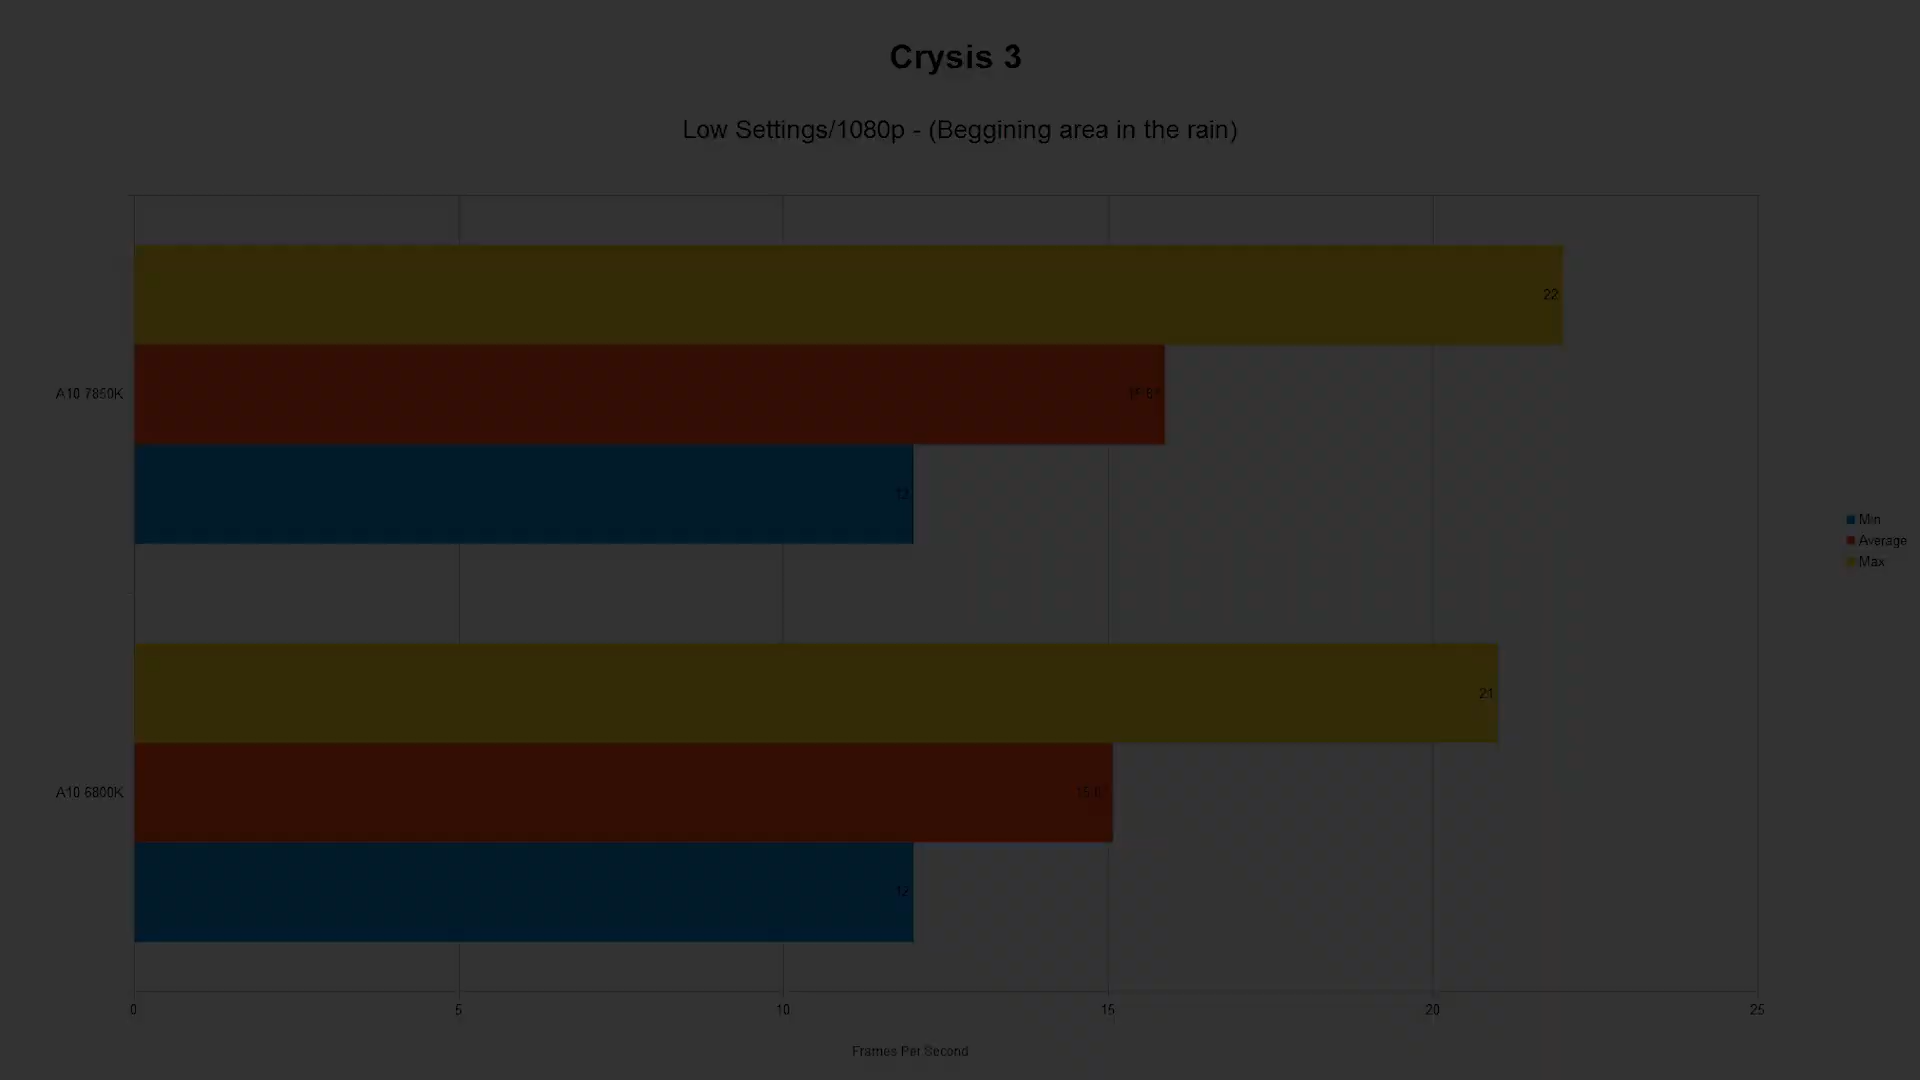 Crysis 3
Low Settings/1080p - (Beggining area in the rain)
22
A10 7850K
12
Min
Average
Max
21
A10 6800K
12
0 5 10 15 20 25
Frames Per Second